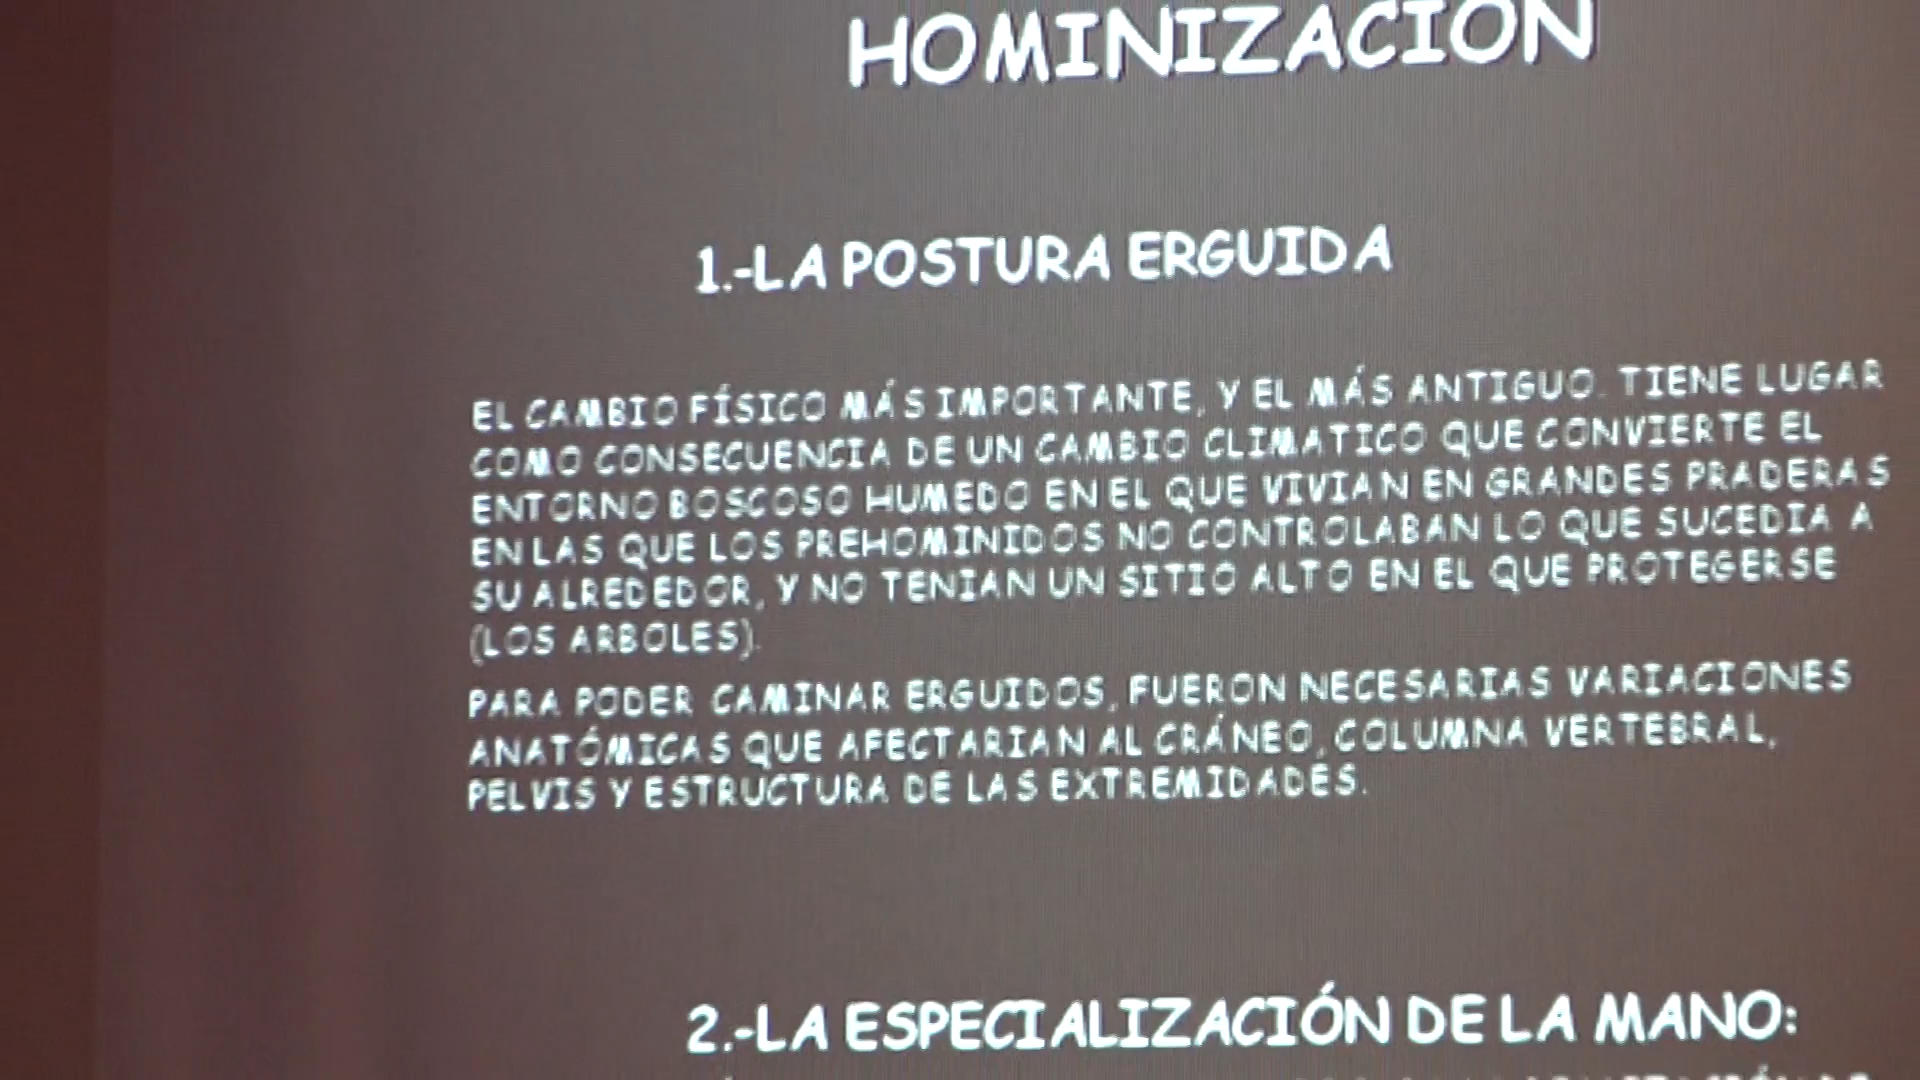 HOMINIZACIÓN
1.-LA POSTURA ERGUIDA
EL CAMBIO FÍSICO MÁS IMPORTANTE, Y EL MÁS ANTIGUO. TIENE LUGAR
COMO CONSECUENCIA DE UN CAMBIO CLIMATICO QUE CONVIERTE EL
ENTORNO BOSCOSO HUMEDO EN EL QUE VIVIAN EN GRANDES PRADERAS
EN LAS QUE LOS PREHOMINIDOS NO CONTROLABAN LO QUE SUCEDIA A
SU ALREDEDOR, Y NO TENIAN UN SITIO ALTO EN EL QUE PROTEGERSE
(LOS ARBOLES).
PARA PODER CAMINAR ERGUIDOS, FUERON NECESARIAS VARIACIONES
ANATÓMICAS QUE AFECTARIAN AL CRÁNEO, COLUMNA VERTEBRAL,
PELVIS Y ESTRUCTURA DE LAS EXTREMIDADES.
2.-LA ESPECIALIZACIÓN DE LA MANO: